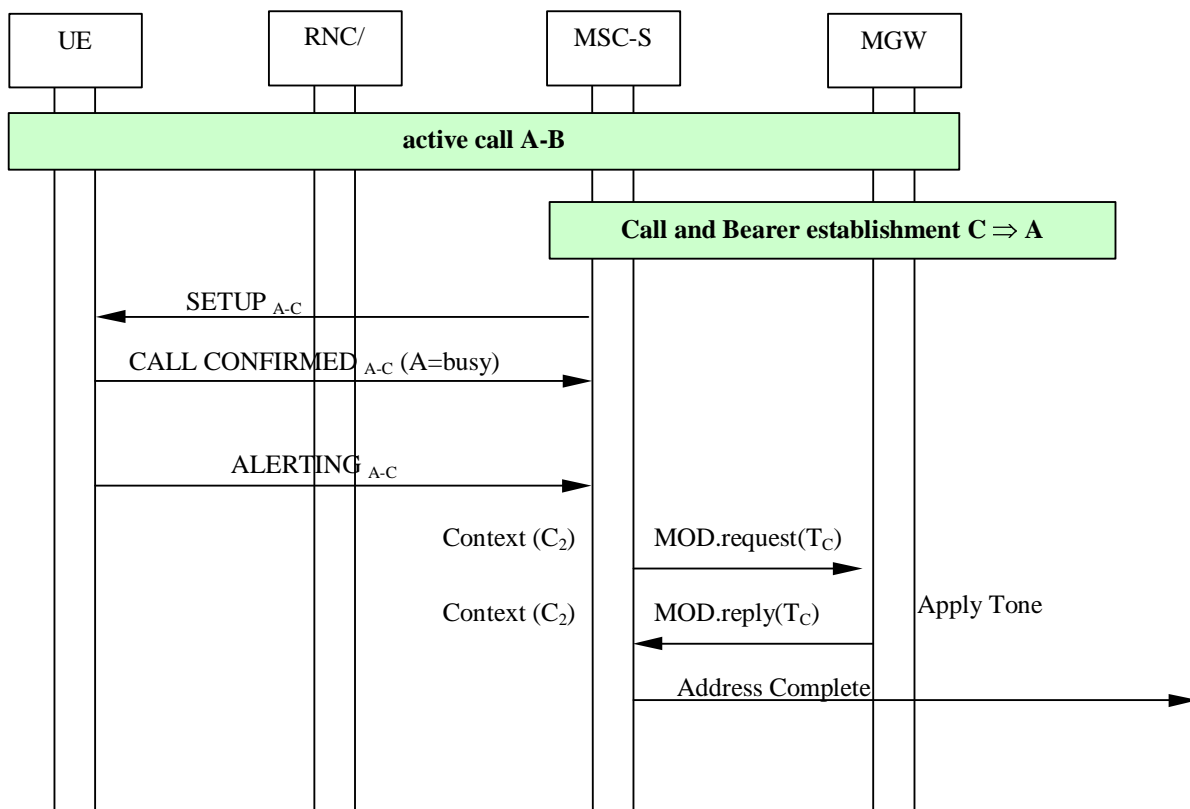 UE
RNC/
MSC-S
MGW
active call A-B
Call and Bearer establishment C ⇒ A
SETUP A-C
CALL CONFIRMED A-C (A=busy)
ALERTING A-C
Context (C2) MOD.request(TC)
Context (C2) MOD.reply(TC) Apply Tone
Address Complete